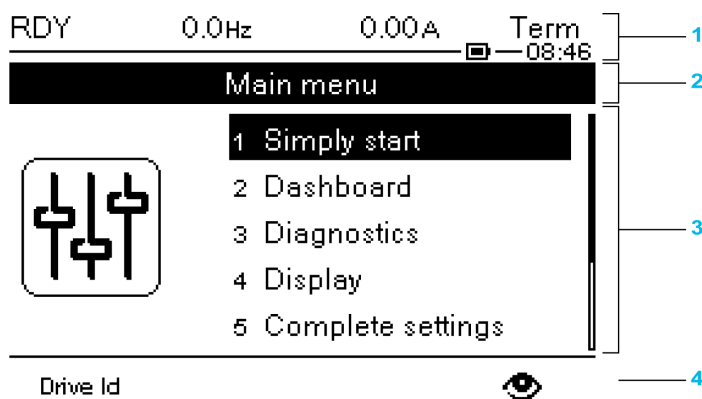 RDY 0.0Hz 0.00A Term
08:46
1
Main menu
2
1 Simply start
2 Dashboard
3 Diagnostics
3
4 Display
5 Complete settings
Drive Id
4